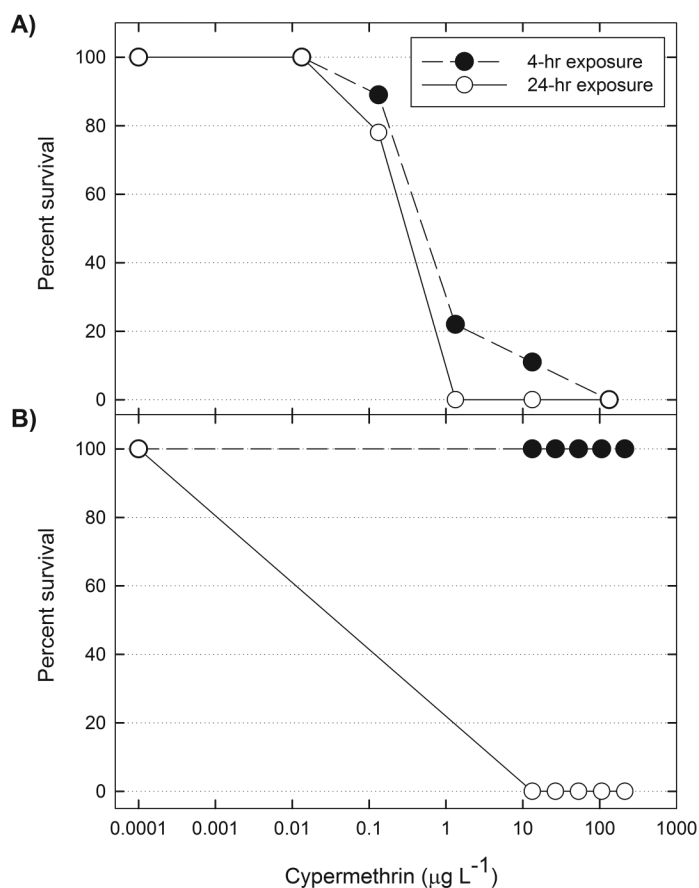 A)
100
80
60
40
20
0
Percent survival
4-hr exposure
24-hr exposure
B)
100
80
60
40
20
0
Percent survival
0.0001 0.001 0.01 0.1 1 10 100 1000
Cypermethrin (μg L⁻¹)